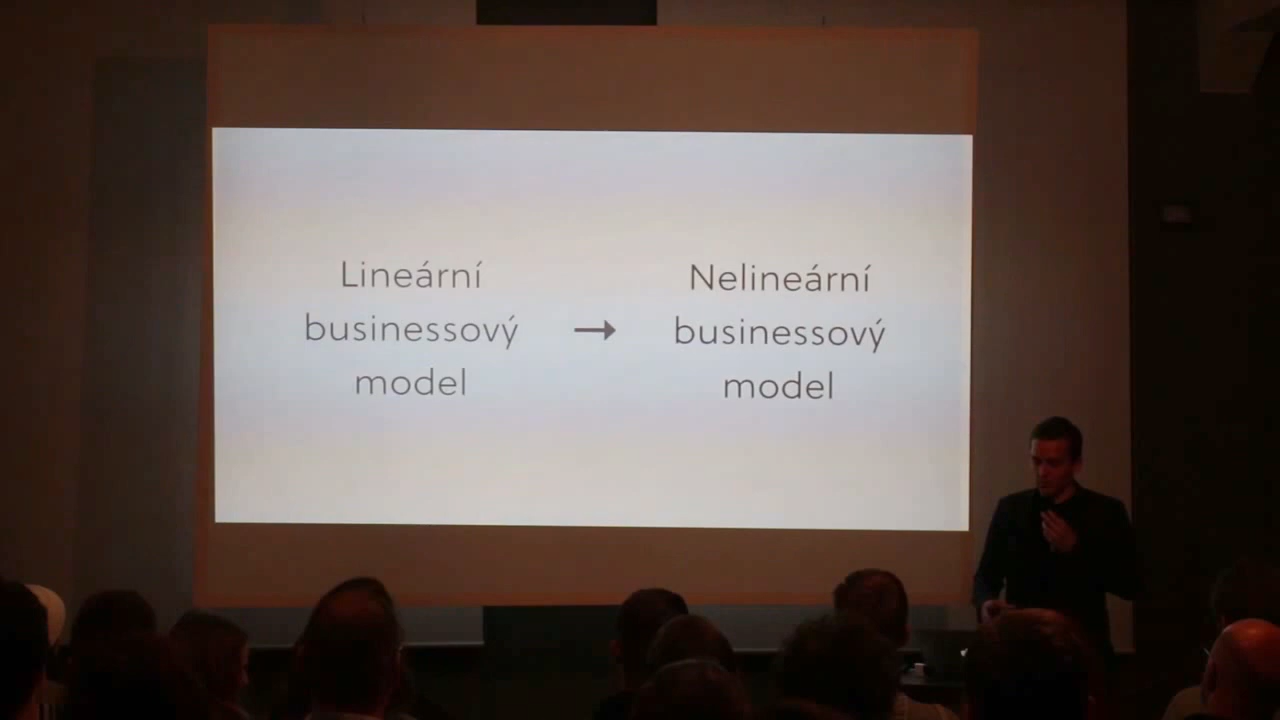 Lineární
businessový
model
→
Nelineární
businessový
model